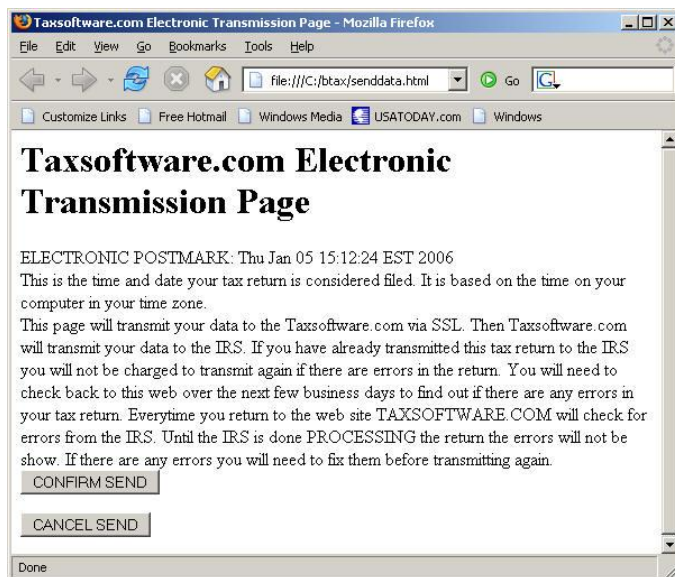 Taxsoftware.com Electronic Transmission Page - Mozilla Firefox
File Edit View Go Bookmarks Tools Help
file:///C:/btax/senddata.html Go G
Customize Links Free Hotmail Windows Media USATODAY.com Windows
Taxsoftware.com Electronic
Transmission Page
ELECTRONIC POSTMARK: Thu Jan 05 15:12:24 EST 2006
This is the time and date your tax return is considered filed. It is based on the time on your
computer in your time zone.
This page will transmit your data to the Taxsoftware.com via SSL. Then Taxsoftware.com
will transmit your data to the IRS. If you have already transmitted this tax return to the IRS
you will not be charged to transmit again if there are errors in the return. You will need to
check back to this web over the next few business days to find out if there are any errors in
your tax return. Everytime you return to the web site TAXSOFTWARE.COM will check for
errors from the IRS. Until the IRS is done PROCESSING the return the errors will not be
show. If there are any errors you will need to fix them before transmitting again.
CONFIRM SEND
CANCEL SEND
Done